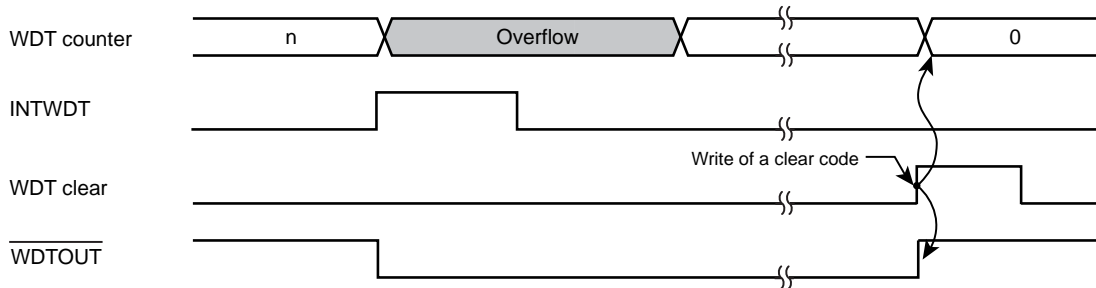 WDT counter
n
Overflow
0
INTWDT
Write of a clear code
WDT clear
WDTOUT